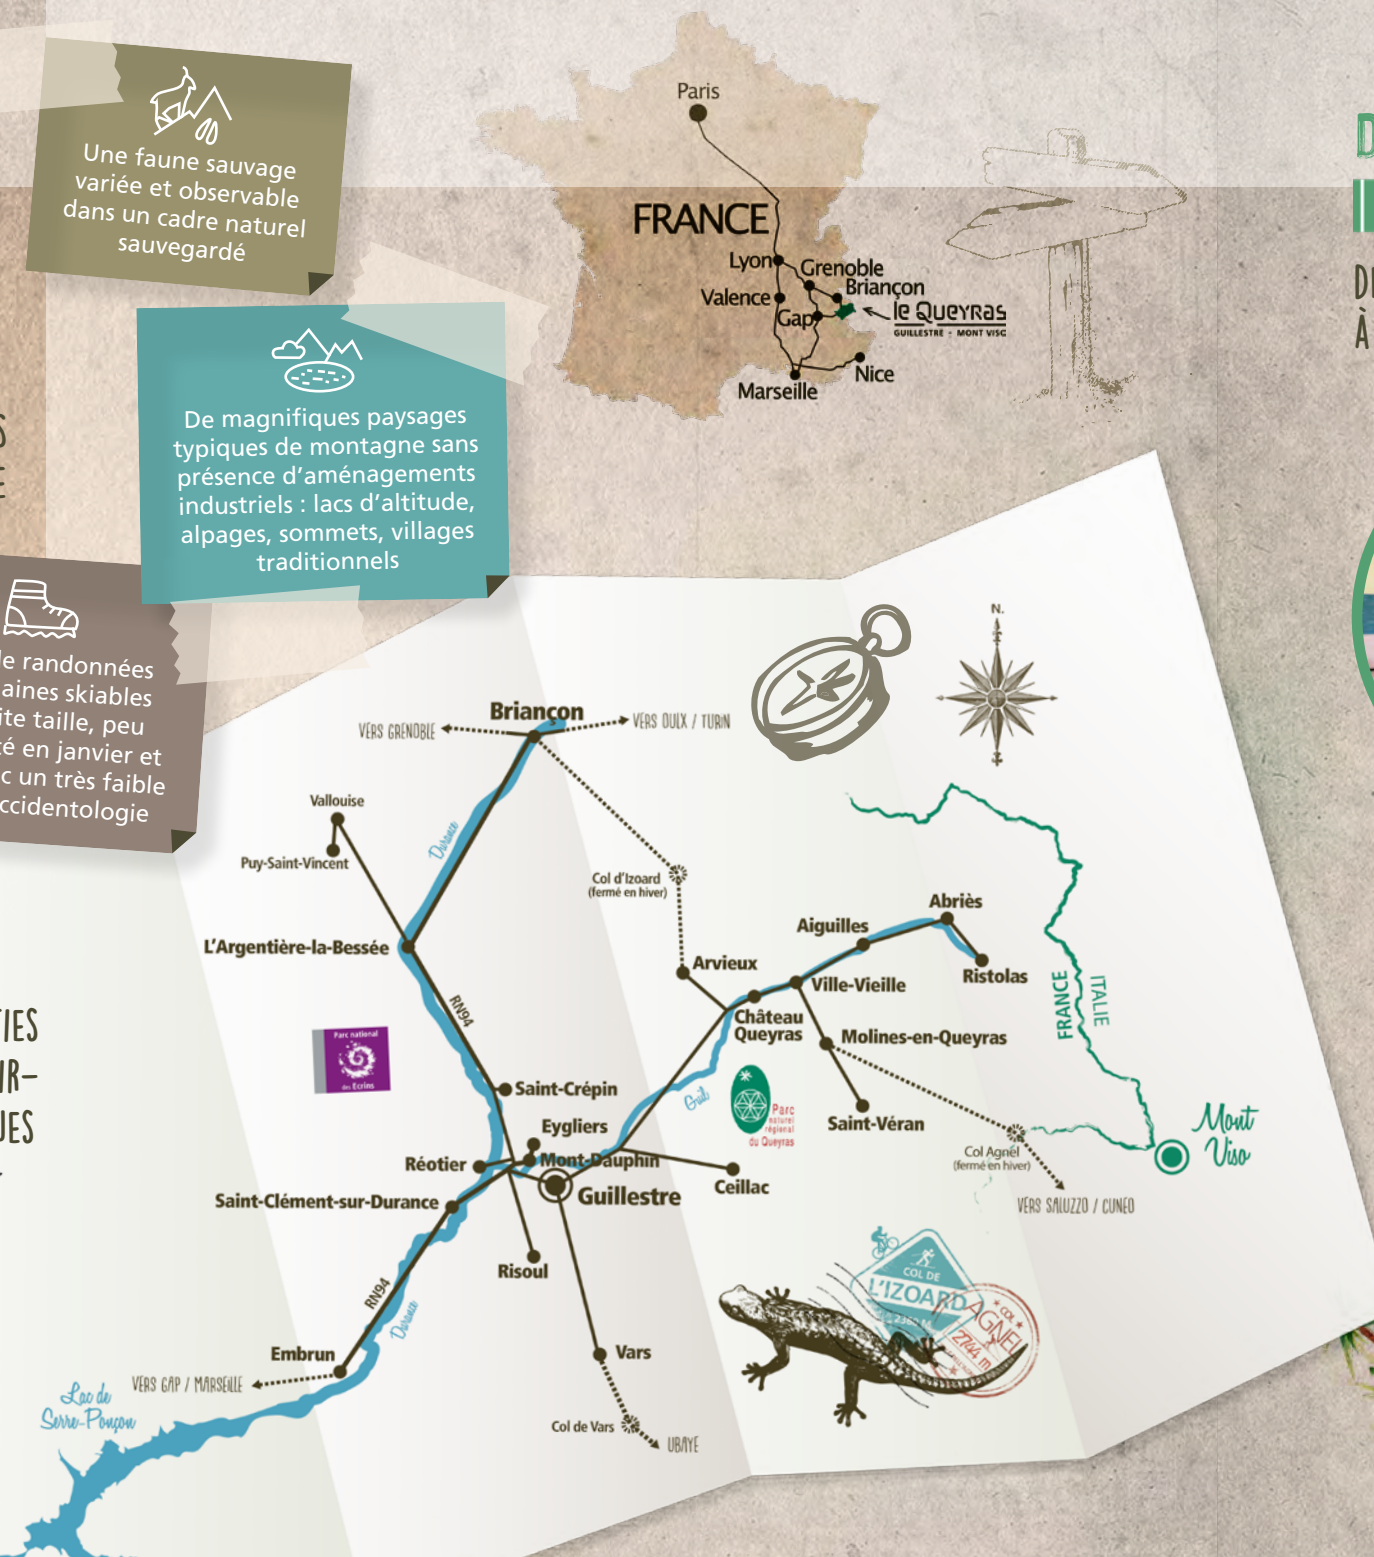 Une faune sauvage
variée et observable
dans un cadre naturel
sauvegardé
De magnifiques paysages
typiques de montagne sans
présence d'aménagements
industriels : lacs d'altitude,
alpages, sommets, villages
traditionnels
randonnées
skiables
taille, peu
en janvier et
un très faible
Paris
FRANCE
Lyon
Grenoble
Valence
Briançon
Gap
le Queyras
GUILLESTRE - MONT VISO
Nice
Marseille
DE
À
N.
Briançon
VERS GRENOBLE
VERS OULX / TURIN
Vallouise
Puy-Saint-Vincent
Durance
Col d'Izoard
(fermé en hiver)
L'Argentière-la-Bessée
Arvieux
Abriès
Aiguilles
Ristolas
Ville-Vieille
Château
Queyras
Molines-en-Queyras
FRANCE
ITALIE
RN94
Parc national
des Ecrins
Saint-Crépin
Guil
Parc
naturel
régional
du Queyras
Saint-Véran
Mont
Viso
Eygliers
Réotier
Mont-Dauphin
Col Agnel
(fermé en hiver)
Ceillac
Guillestre
Saint-Clément-sur-Durance
VERS SALUZZO / CUNEO
Risoul
RN94
Durance
COL DE
L'IZOARD
2360 M
COL
AGNEL
2744 m
Embrun
Vars
VERS GAP / MARSEILLE
Lac de
Serre-Ponçon
Col de Vars
UBAYE